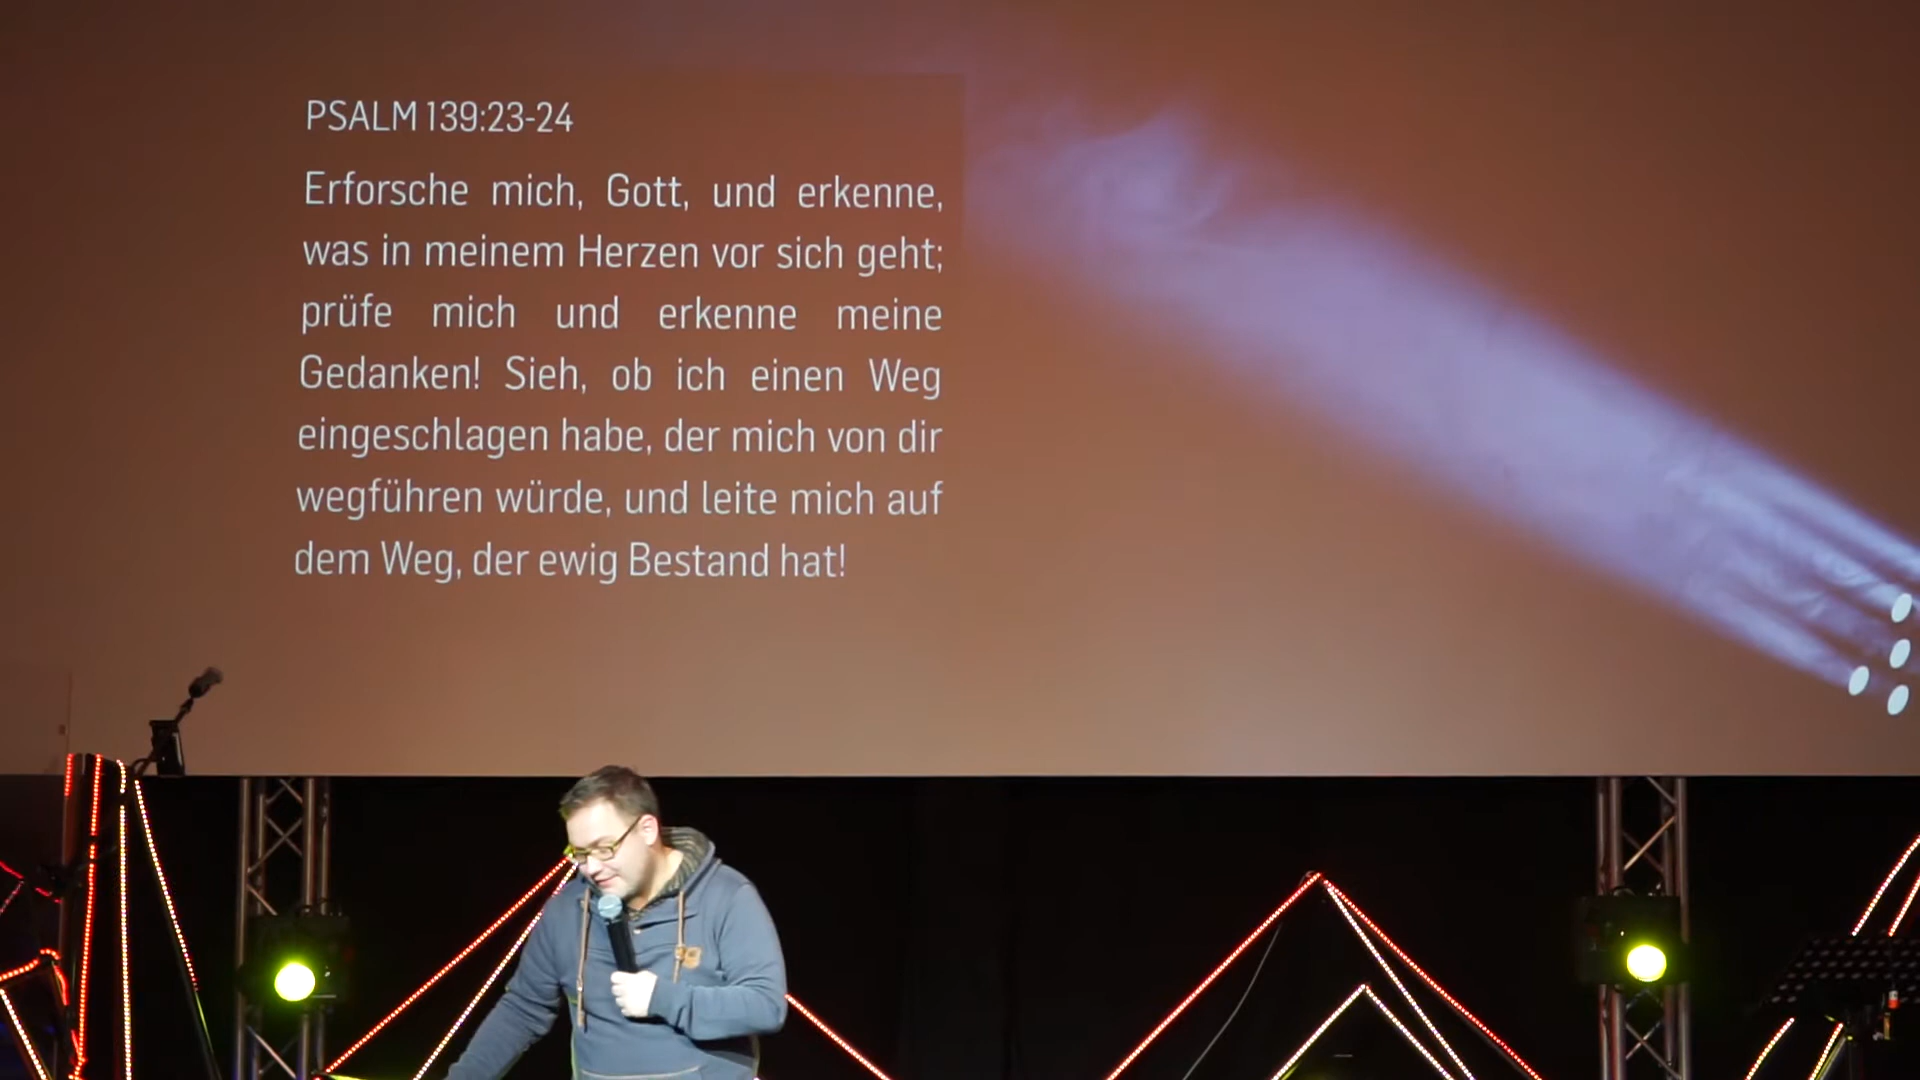 PSALM 139:23-24
Erforsche mich, Gott, und erkenne,
was in meinem Herzen vor sich geht;
prüfe mich und erkenne meine
Gedanken! Sieh, ob ich einen Weg
eingeschlagen habe, der mich von dir
wegführen würde, und leite mich auf
dem Weg, der ewig Bestand hat!